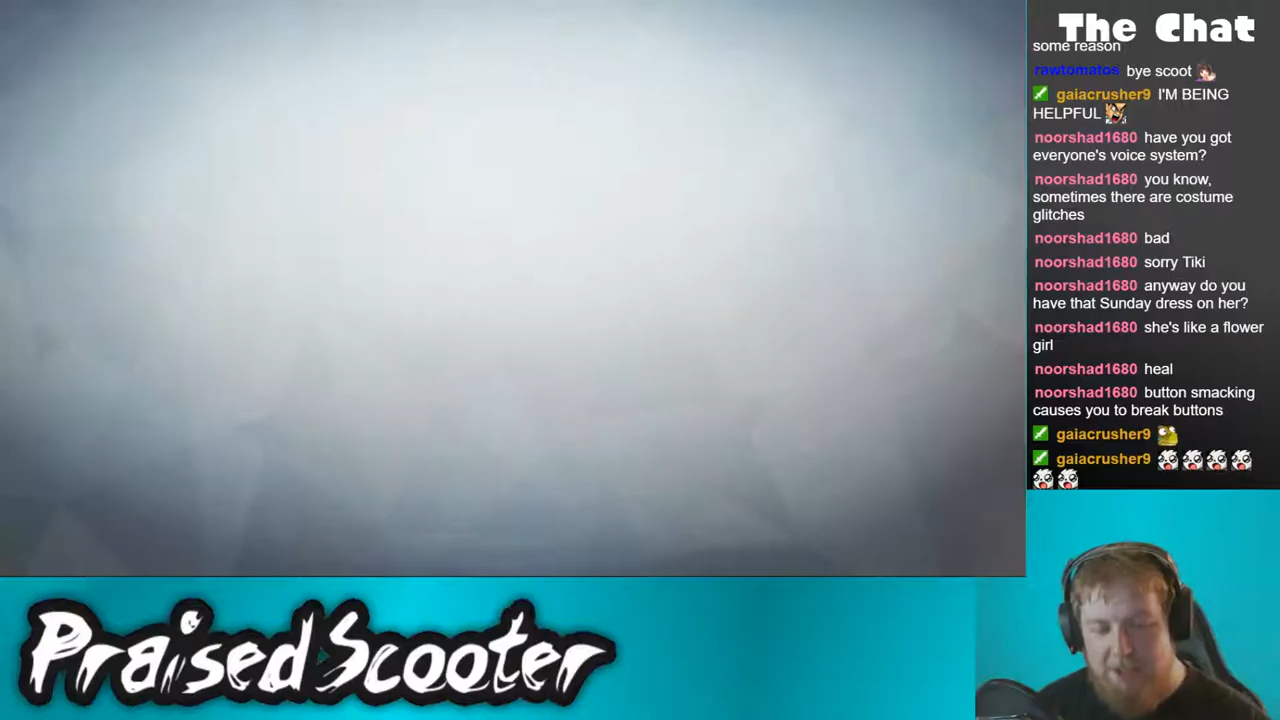 The Chat
some reason
rawtomatos bye scoot
gaiacrusher9 I'M BEING
HELPFUL
noorshad1680 have you got
everyone's voice system?
noorshad1680 you know,
sometimes there are costume
glitches
noorshad1680 bad
noorshad1680 sorry Tiki
noorshad1680 anyway do you
have that Sunday dress on her?
noorshad1680 she's like a flower
girl
noorshad1680 heal
noorshad1680 button smacking
causes you to break buttons
gaiacrusher9
gaiacrusher9
PraisedScooter